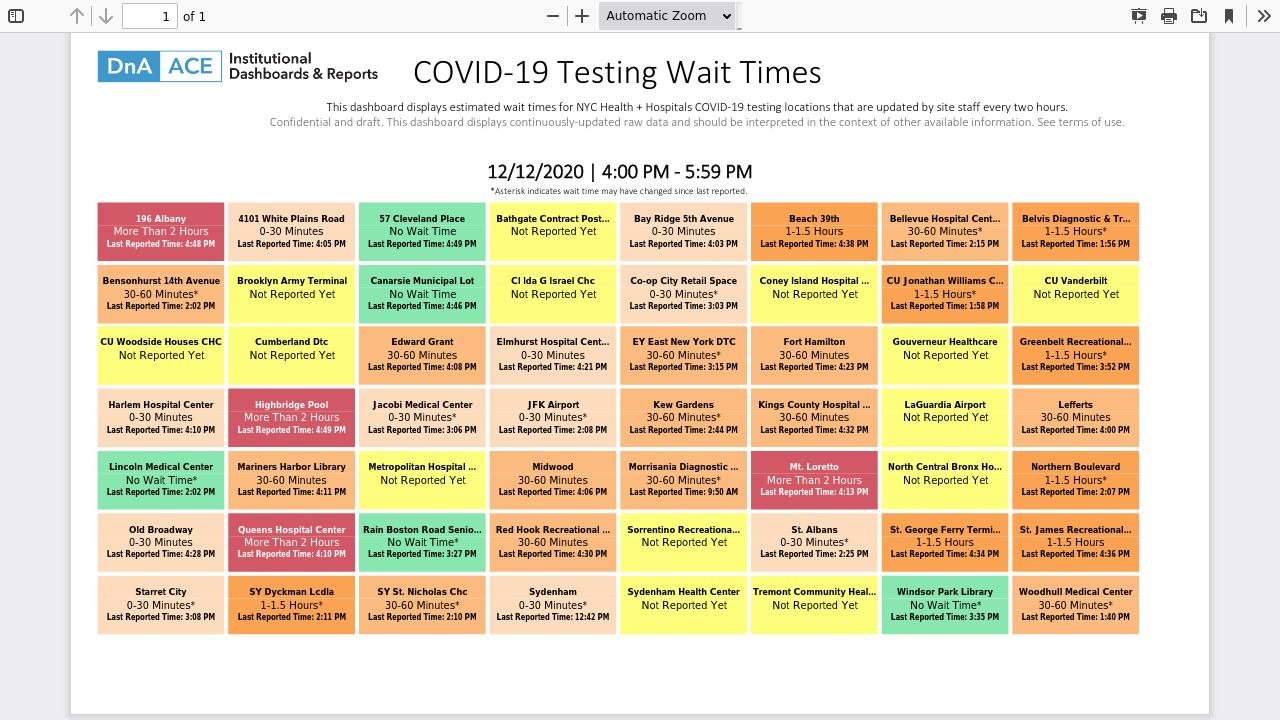 1 of 1
Automatic Zoom
DnA ACE Institutional
Dashboards & Reports
COVID-19 Testing Wait Times
This dashboard displays estimated wait times for NYC Health + Hospitals COVID-19 testing locations that are updated by site staff every two hours.
Confidential and draft. This dashboard displays continuously-updated raw data and should be interpreted in the context of other available information. See terms of use.
12/12/2020 | 4:00 PM - 5:59 PM
*Asterisk indicates wait time may have changed since last reported.
196 Albany
More Than 2 Hours
Last Reported Time: 4:48 PM
4101 White Plains Road
0-30 Minutes
Last Reported Time: 4:05 PM
57 Cleveland Place
No Wait Time
Last Reported Time: 4:49 PM
Bathgate Contract Post...
Not Reported Yet
Bay Ridge 5th Avenue
0-30 Minutes
Last Reported Time: 4:03 PM
Beach 39th
1-1.5 Hours
Last Reported Time: 4:38 PM
Bellevue Hospital Cent...
30-60 Minutes*
Last Reported Time: 2:15 PM
Belvis Diagnostic & Tr...
1-1.5 Hours*
Last Reported Time: 1:56 PM
Bensonhurst 14th Avenue
30-60 Minutes*
Last Reported Time: 2:02 PM
Brooklyn Army Terminal
Not Reported Yet
Canarsie Municipal Lot
No Wait Time
Last Reported Time: 4:46 PM
Cl Ida G Israel Chc
Not Reported Yet
Co-op City Retail Space
0-30 Minutes*
Last Reported Time: 3:03 PM
Coney Island Hospital ...
Not Reported Yet
CU Jonathan Williams C...
1-1.5 Hours*
Last Reported Time: 1:58 PM
CU Vanderbilt
Not Reported Yet
CU Woodside Houses CHC
Not Reported Yet
Cumberland Dtc
Not Reported Yet
Edward Grant
30-60 Minutes
Last Reported Time: 4:08 PM
Elmhurst Hospital Cent...
0-30 Minutes
Last Reported Time: 4:21 PM
EY East New York DTC
30-60 Minutes*
Last Reported Time: 3:15 PM
Fort Hamilton
30-60 Minutes
Last Reported Time: 4:23 PM
Gouverneur Healthcare
Not Reported Yet
Greenbelt Recreational...
1-1.5 Hours*
Last Reported Time: 3:52 PM
Harlem Hospital Center
0-30 Minutes
Last Reported Time: 4:10 PM
Highbridge Pool
More Than 2 Hours
Last Reported Time: 4:49 PM
Jacobi Medical Center
0-30 Minutes*
Last Reported Time: 3:06 PM
JFK Airport
0-30 Minutes*
Last Reported Time: 2:08 PM
Kew Gardens
30-60 Minutes*
Last Reported Time: 2:44 PM
Kings County Hospital ...
30-60 Minutes
Last Reported Time: 4:32 PM
LaGuardia Airport
Not Reported Yet
Lefferts
30-60 Minutes
Last Reported Time: 4:00 PM
Lincoln Medical Center
No Wait Time*
Last Reported Time: 2:02 PM
Mariners Harbor Library
30-60 Minutes
Last Reported Time: 4:11 PM
Metropolitan Hospital ...
Not Reported Yet
Midwood
30-60 Minutes
Last Reported Time: 4:06 PM
Morrisania Diagnostic ...
30-60 Minutes*
Last Reported Time: 9:50 AM
Mt. Loretto
More Than 2 Hours
Last Reported Time: 4:13 PM
North Central Bronx Ho...
Not Reported Yet
Northern Boulevard
1-1.5 Hours*
Last Reported Time: 2:07 PM
Old Broadway
0-30 Minutes
Last Reported Time: 4:28 PM
Queens Hospital Center
More Than 2 Hours
Last Reported Time: 4:10 PM
Rain Boston Road Senio...
No Wait Time*
Last Reported Time: 3:27 PM
Red Hook Recreational ...
30-60 Minutes
Last Reported Time: 4:30 PM
Sorrentino Recreationa...
Not Reported Yet
St. Albans
0-30 Minutes*
Last Reported Time: 2:25 PM
St. George Ferry Termi...
1-1.5 Hours
Last Reported Time: 4:34 PM
St. James Recreational...
1-1.5 Hours
Last Reported Time: 4:36 PM
Starret City
0-30 Minutes*
Last Reported Time: 3:08 PM
SY Dyckman Lcdla
1-1.5 Hours*
Last Reported Time: 2:11 PM
SY St. Nicholas Chc
30-60 Minutes*
Last Reported Time: 2:10 PM
Sydenham
0-30 Minutes*
Last Reported Time: 12:42 PM
Sydenham Health Center
Not Reported Yet
Tremont Community Heal...
Not Reported Yet
Windsor Park Library
No Wait Time*
Last Reported Time: 3:35 PM
Woodhull Medical Center
30-60 Minutes*
Last Reported Time: 1:40 PM